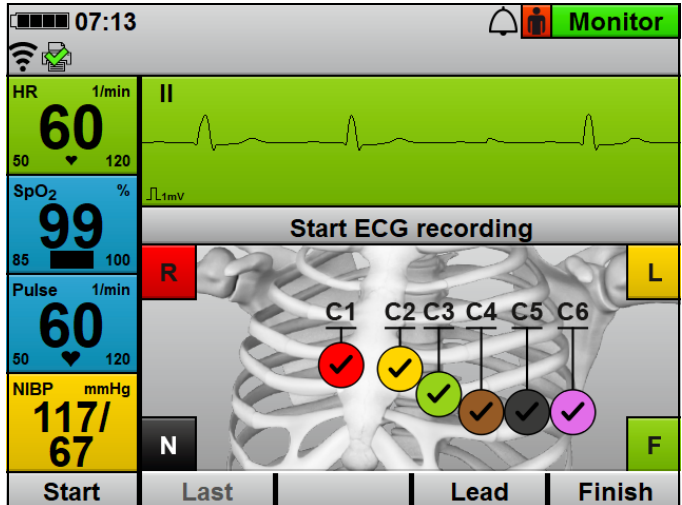 07:13
Monitor
HR 1/min
60
50 120
II
1mV
SpO2 %
99
85 100
Start ECG recording
R
L
C1 C2 C3 C4 C5 C6
Pulse 1/min
60
50 120
NIBP mmHg
117/
67
N
F
Start Last Lead Finish